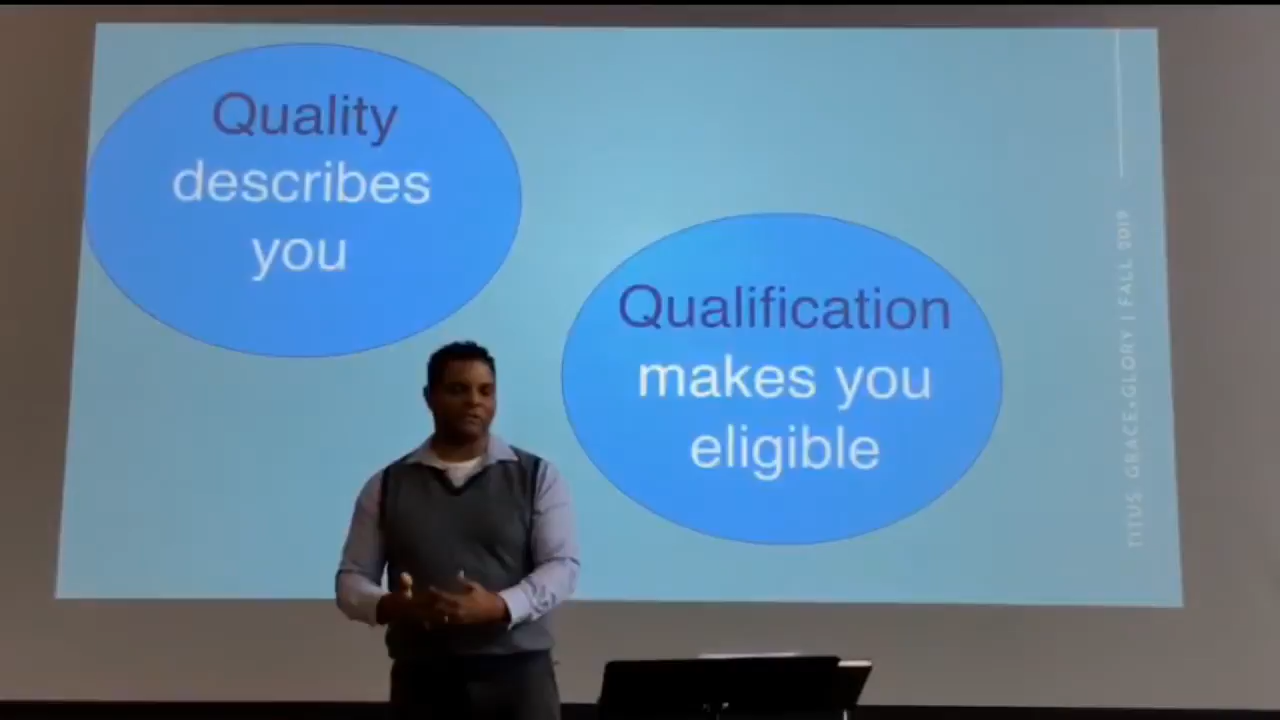 Quality
describes
you
Qualification
makes you
eligible
TITUS GRACE+GLORY | FALL 2019